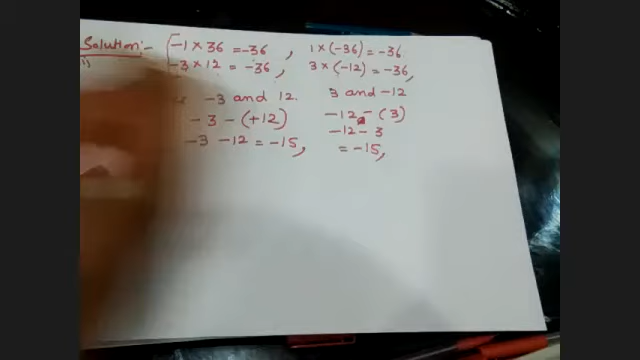 Solution:- -1 × 36 = -36 , 1 × (-36) = -36
1) -3 × 12 = -36 , 3 × (-12) = -36 ,
-3 and 12. 3 and -12
-3 - (+12) -12 - (3)
-3 -12 = -15 , -12 - 3
= -15 ,